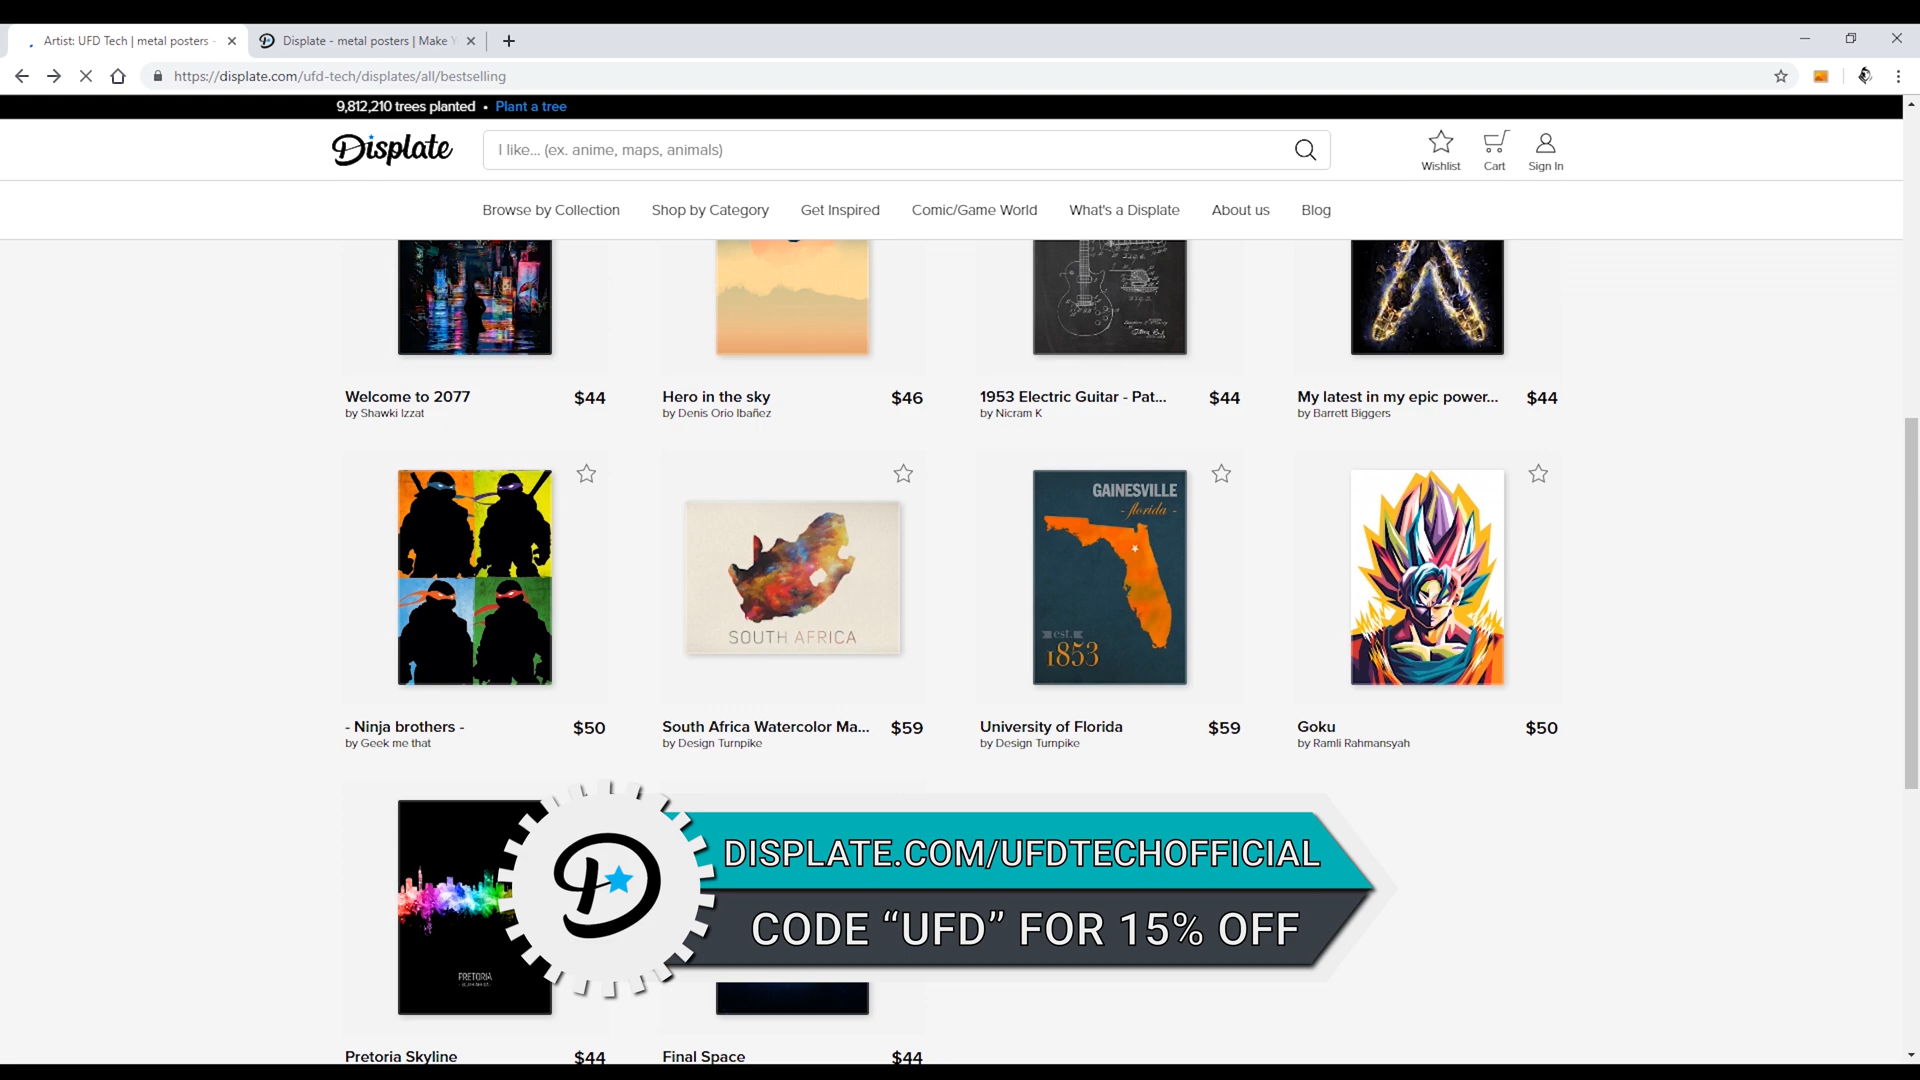 Artist: UFD Tech | metal posters -
Displate - metal posters | Make Y
https://displate.com/ufd-tech/displates/all/bestselling
9,812,210 trees planted • Plant a tree
Displate
I like... (ex. anime, maps, animals)
Wishlist
Cart
Sign In
Browse by Collection
Shop by Category
Get Inspired
Comic/Game World
What's a Displate
About us
Blog
Welcome to 2077 $44
by Shawki Izzat
Hero in the sky $46
by Denis Orio Ibañez
1953 Electric Guitar - Pat... $44
by Nicram K
My latest in my epic power... $44
by Barrett Biggers
SOUTH AFRICA
GAINESVILLE
- florida -
est.
1853
- Ninja brothers - $50
by Geek me that
South Africa Watercolor Ma... $59
by Design Turnpike
University of Florida $59
by Design Turnpike
Goku $50
by Ramli Rahmansyah
PRETORIA
D
DISPLATE.COM/UFDTECHOFFICIAL
CODE “UFD” FOR 15% OFF
Pretoria Skyline $44
Final Space $44